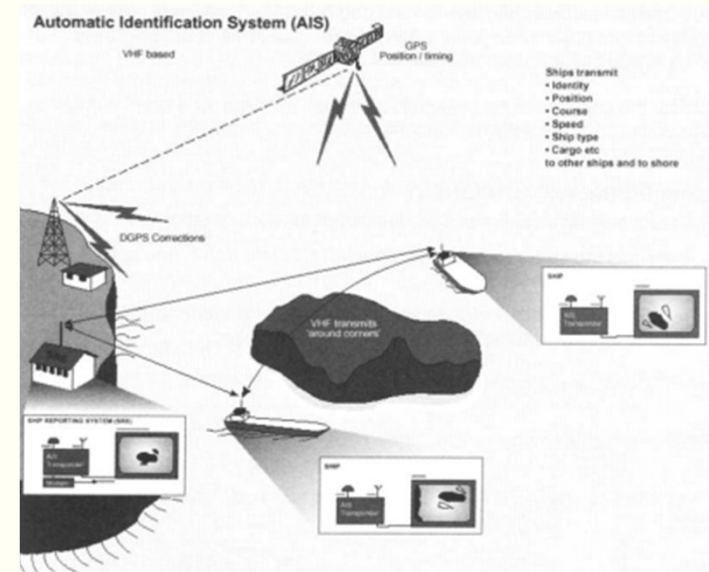 Automatic Identification System (AIS)
VHF based
GPS
Position / timing
Ships transmit
• Identity
• Position
• Course
• Speed
• Ship type
• Cargo etc
to other ships and to shore
DGPS Corrections
SHIP
AIS
Transponder
VHF transmits
'around corners'
SRS
SHIP REPORTING SYSTEM (SRS)
AIS
Transponder
SHIP
AIS
Transponder